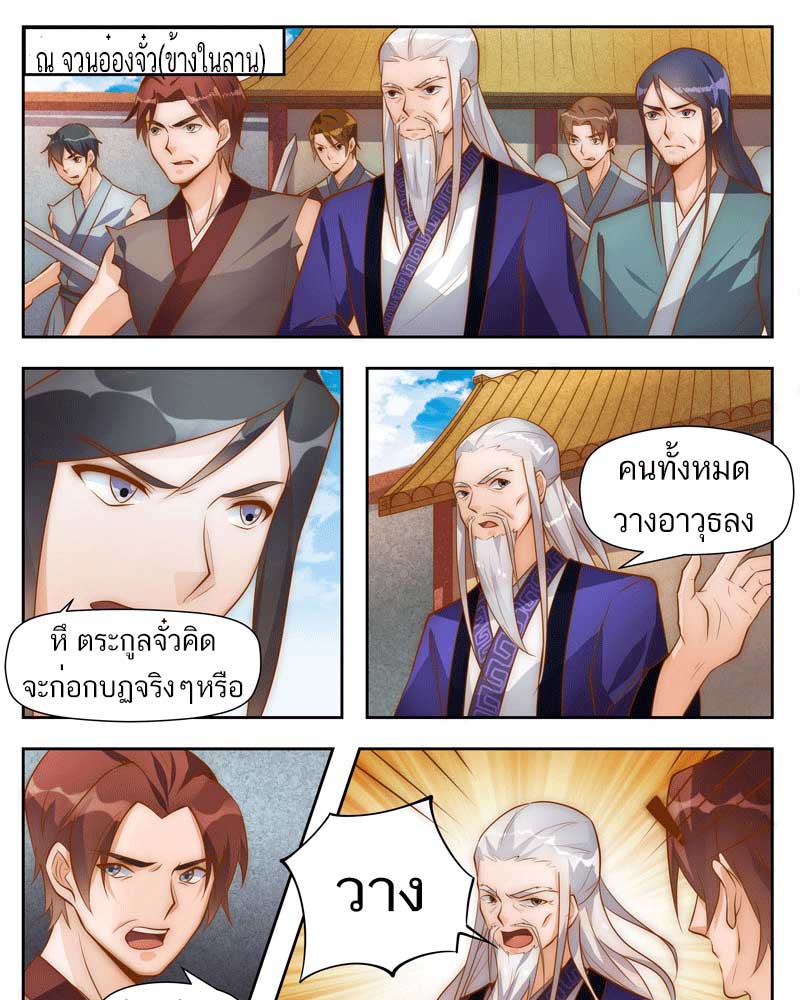 ณ จวนอ๋องจั๋ว(ข้างในลาน)
หึ ตระกูลจั๋วคิด
จะก่อกบฏจริงๆหรือ
คนทั้งหมด
วางอาวุธลง
วาง